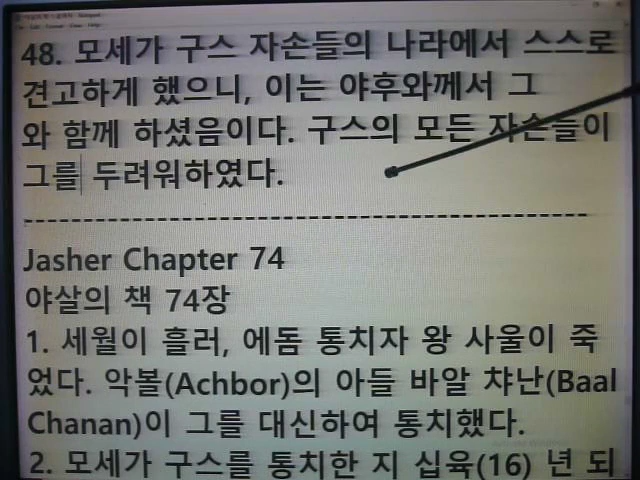 48. 모세가 구스 자손들의 나라에서 스스로
견고하게 했으니, 이는 야후와께서 그
와 함께 하셨음이다. 구스의 모든 자손들이
그를 두려워하였다.
Jasher Chapter 74
야살의 책 74장
1. 세월이 흘러, 에돔 통치자 왕 사울이 죽
었다. 악볼(Achbor)의 아들 바알 챠난(Baal
Chanan)이 그를 대신하여 통치했다.
2. 모세가 구스를 통치한 지 십육(16) 년 되